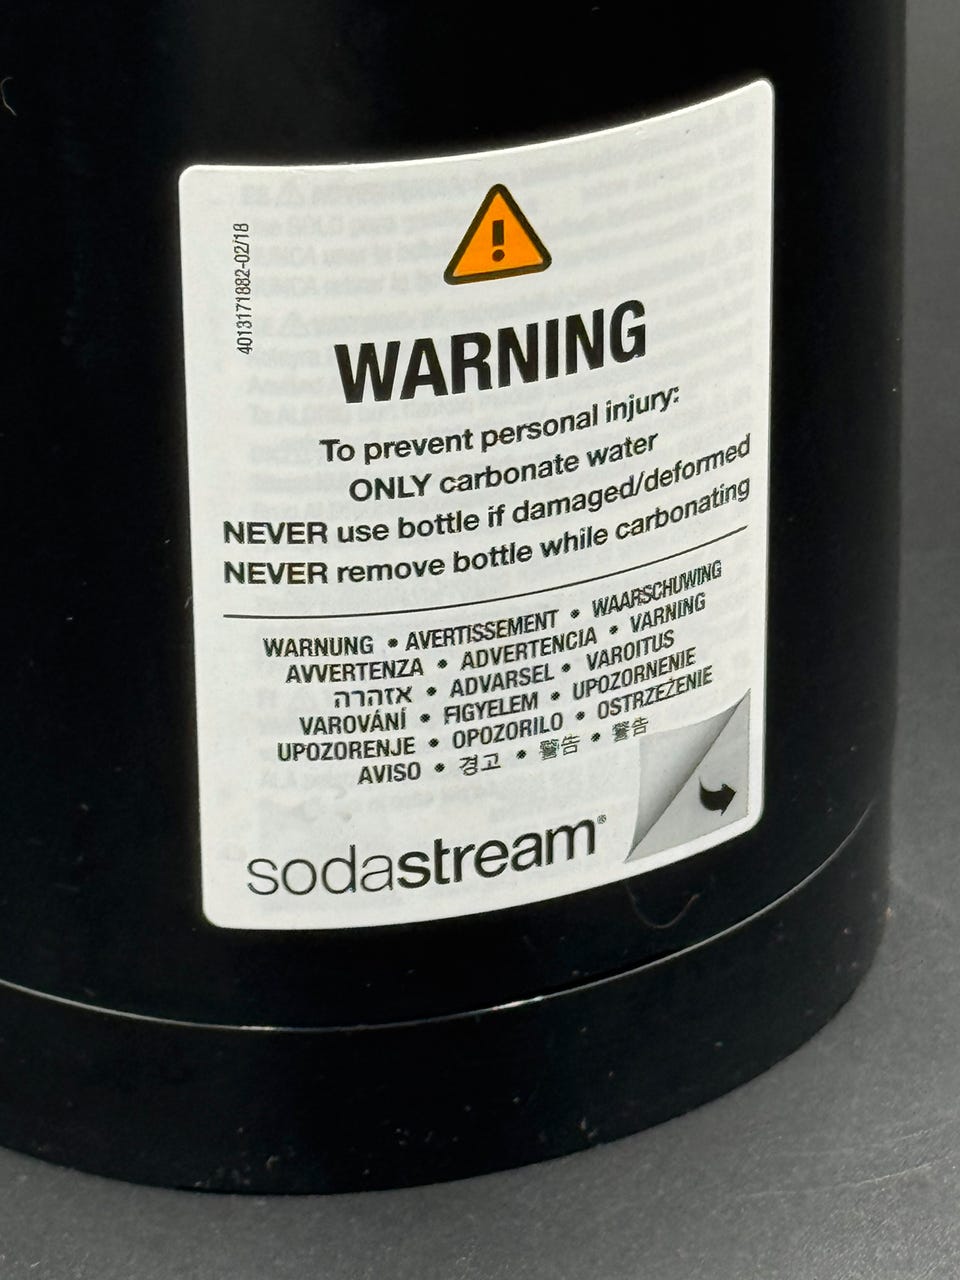 4013171882-02/18
WARNING
To prevent personal injury:
ONLY carbonate water
NEVER use bottle if damaged/deformed
NEVER remove bottle while carbonating
WARNUNG • AVERTISSEMENT • WAARSCHUWING
AVVERTENZA • ADVERTENCIA • VARNING
אזהרה • ADVARSEL • VAROITUS
VAROVÁNÍ • FIGYELEM • UPOZORNENIE
UPOZORENJE • OPOZORILO • OSTRZEŻENIE
AVISO • 경고 • 警告 • 警告
sodastream®